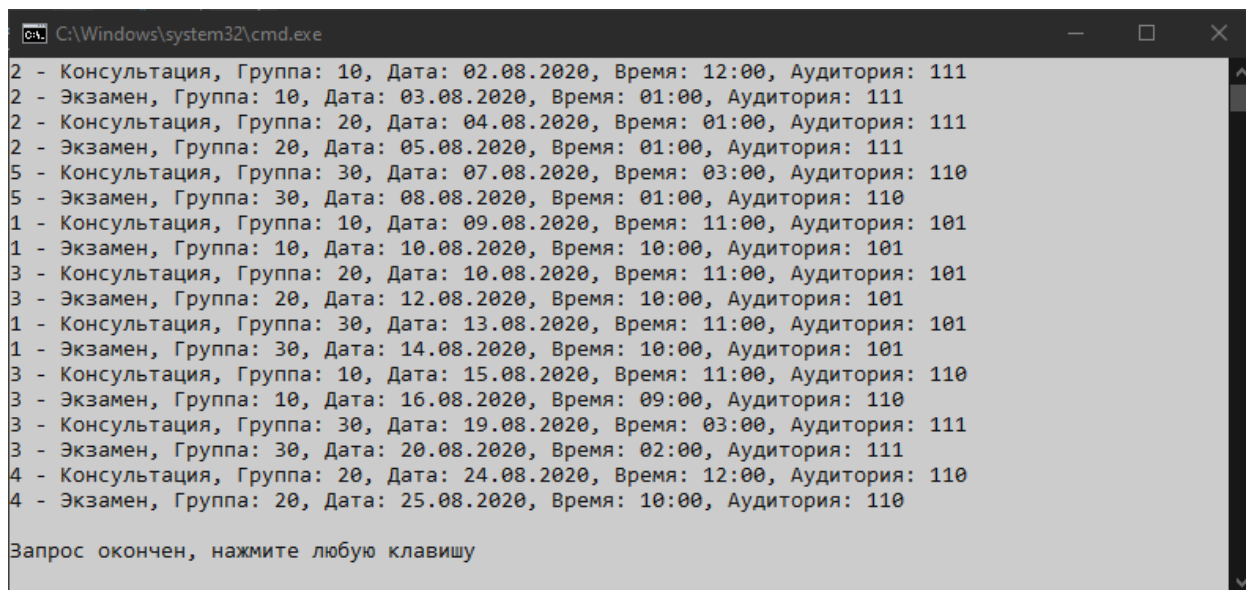 C:\Windows\system32\cmd.exe
2 - Консультация, Группа: 10, Дата: 02.08.2020, Время: 12:00, Аудитория: 111
2 - Экзамен, Группа: 10, Дата: 03.08.2020, Время: 01:00, Аудитория: 111
2 - Консультация, Группа: 20, Дата: 04.08.2020, Время: 01:00, Аудитория: 111
2 - Экзамен, Группа: 20, Дата: 05.08.2020, Время: 01:00, Аудитория: 111
5 - Консультация, Группа: 30, Дата: 07.08.2020, Время: 03:00, Аудитория: 110
5 - Экзамен, Группа: 30, Дата: 08.08.2020, Время: 01:00, Аудитория: 110
1 - Консультация, Группа: 10, Дата: 09.08.2020, Время: 11:00, Аудитория: 101
1 - Экзамен, Группа: 10, Дата: 10.08.2020, Время: 10:00, Аудитория: 101
3 - Консультация, Группа: 20, Дата: 10.08.2020, Время: 11:00, Аудитория: 101
3 - Экзамен, Группа: 20, Дата: 12.08.2020, Время: 10:00, Аудитория: 101
1 - Консультация, Группа: 30, Дата: 13.08.2020, Время: 11:00, Аудитория: 101
1 - Экзамен, Группа: 30, Дата: 14.08.2020, Время: 10:00, Аудитория: 101
3 - Консультация, Группа: 10, Дата: 15.08.2020, Время: 11:00, Аудитория: 110
3 - Экзамен, Группа: 10, Дата: 16.08.2020, Время: 09:00, Аудитория: 110
3 - Консультация, Группа: 30, Дата: 19.08.2020, Время: 03:00, Аудитория: 111
3 - Экзамен, Группа: 30, Дата: 20.08.2020, Время: 02:00, Аудитория: 111
4 - Консультация, Группа: 20, Дата: 24.08.2020, Время: 12:00, Аудитория: 110
4 - Экзамен, Группа: 20, Дата: 25.08.2020, Время: 10:00, Аудитория: 110
Запрос окончен, нажмите любую клавишу